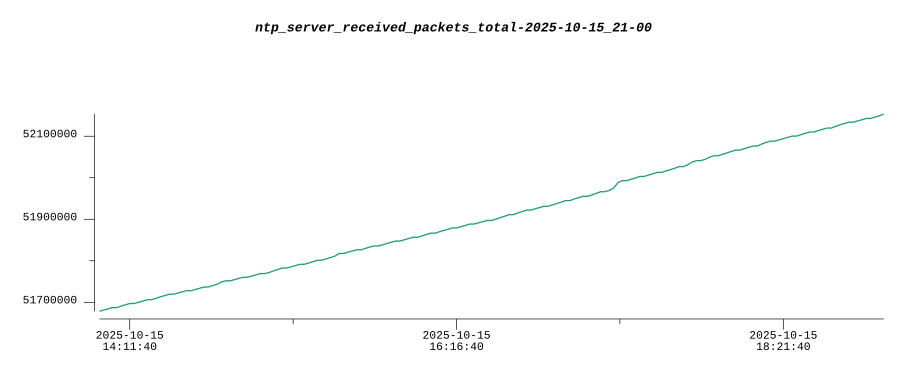 ntp_server_received_packets_total-2025-10-15_21-00
52100000
51900000
51700000
2025-10-15 2025-10-15 2025-10-15
14:11:40 16:16:40 18:21:40